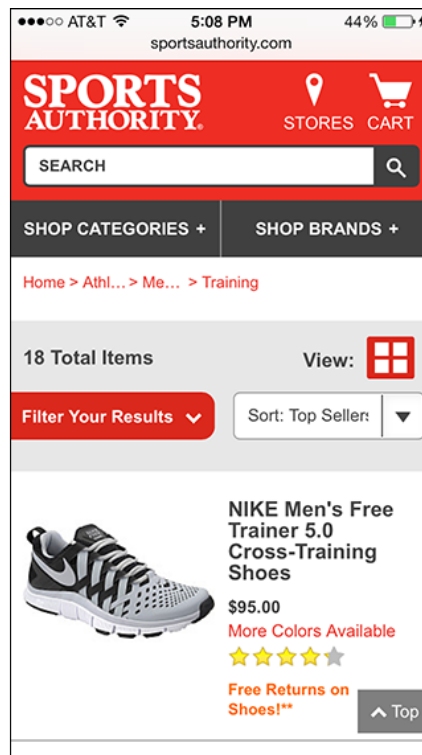 AT&T 5:08 PM 44%
sportsauthority.com
SPORTS
AUTHORITY.
STORES CART
SEARCH
SHOP CATEGORIES + SHOP BRANDS +
Home > Athl... > Me... > Training
18 Total Items View:
Filter Your Results Sort: Top Sellers
NIKE Men's Free
Trainer 5.0
Cross-Training
Shoes
$95.00
More Colors Available
Free Returns on
Shoes!**
Top